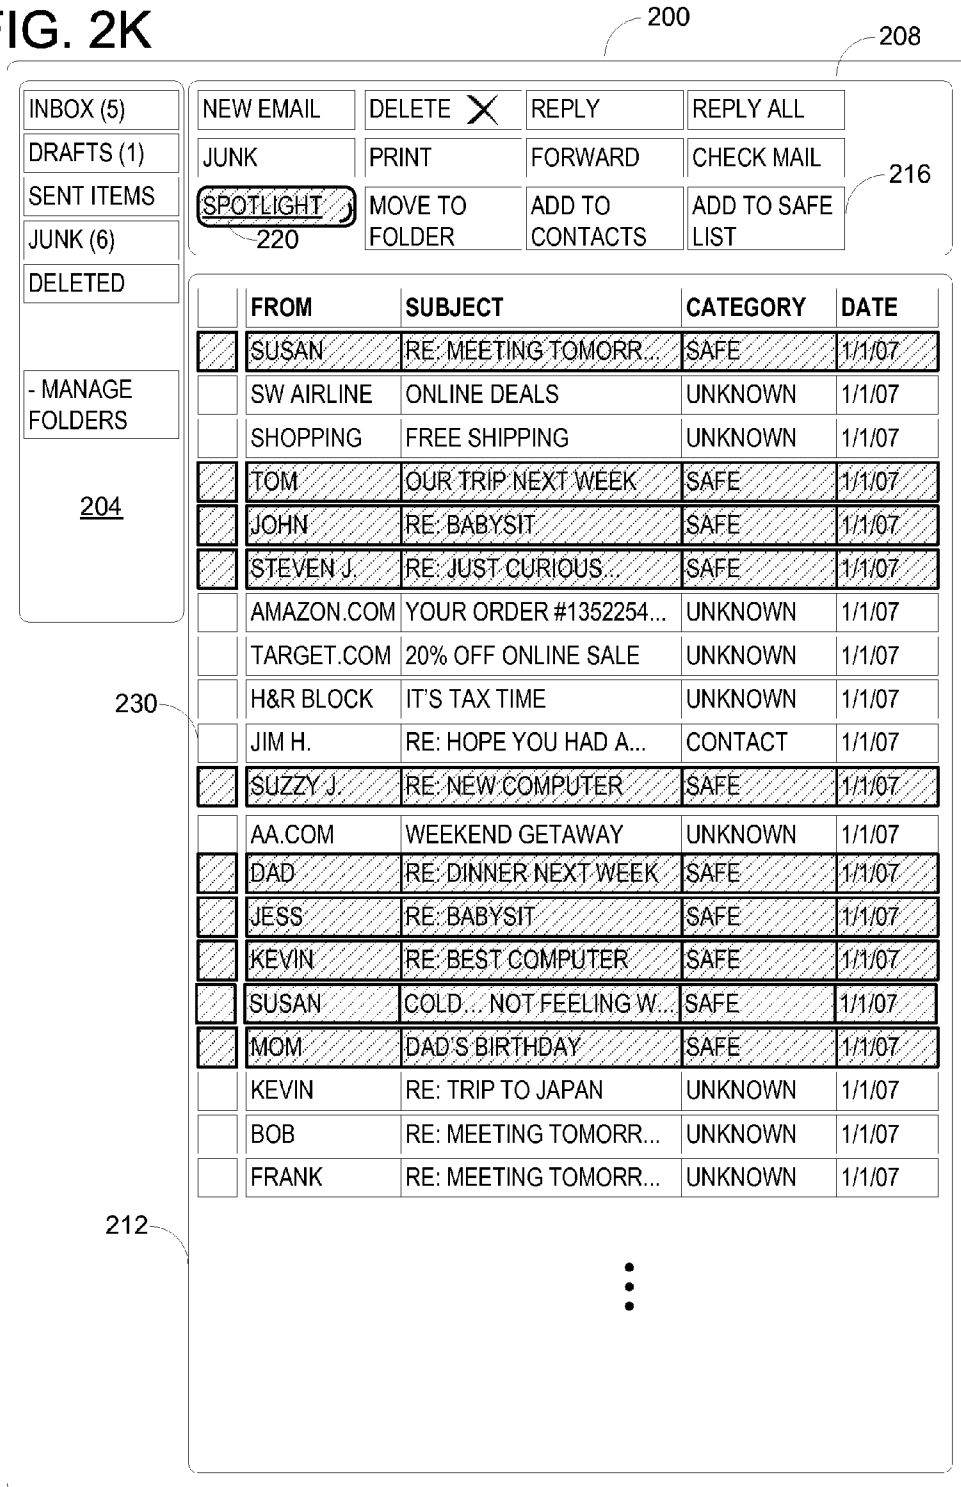 FIG. 2K
200
208
INBOX (5)
DRAFTS (1)
SENT ITEMS
JUNK (6)
DELETED
- MANAGE
FOLDERS
204
NEW EMAIL DELETE X REPLY REPLY ALL
JUNK PRINT FORWARD CHECK MAIL
SPOTLIGHT MOVE TO FOLDER ADD TO CONTACTS ADD TO SAFE LIST
216
220
FROM SUBJECT CATEGORY DATE
SUSAN RE: MEETING TOMORR... SAFE 1/1/07
SW AIRLINE ONLINE DEALS UNKNOWN 1/1/07
SHOPPING FREE SHIPPING UNKNOWN 1/1/07
TOM OUR TRIP NEXT WEEK SAFE 1/1/07
JOHN RE: BABYSIT SAFE 1/1/07
STEVEN J. RE: JUST CURIOUS... SAFE 1/1/07
AMAZON.COM YOUR ORDER #1352254... UNKNOWN 1/1/07
TARGET.COM 20% OFF ONLINE SALE UNKNOWN 1/1/07
H&R BLOCK IT'S TAX TIME UNKNOWN 1/1/07
230
JIM H. RE: HOPE YOU HAD A... CONTACT 1/1/07
SUZZY J. RE: NEW COMPUTER SAFE 1/1/07
AA.COM WEEKEND GETAWAY UNKNOWN 1/1/07
DAD RE: DINNER NEXT WEEK SAFE 1/1/07
JESS RE: BABYSIT SAFE 1/1/07
KEVIN RE: BEST COMPUTER SAFE 1/1/07
SUSAN COLD... NOT FEELING W... SAFE 1/1/07
MOM DAD'S BIRTHDAY SAFE 1/1/07
KEVIN RE: TRIP TO JAPAN UNKNOWN 1/1/07
BOB RE: MEETING TOMORR... UNKNOWN 1/1/07
FRANK RE: MEETING TOMORR... UNKNOWN 1/1/07
212